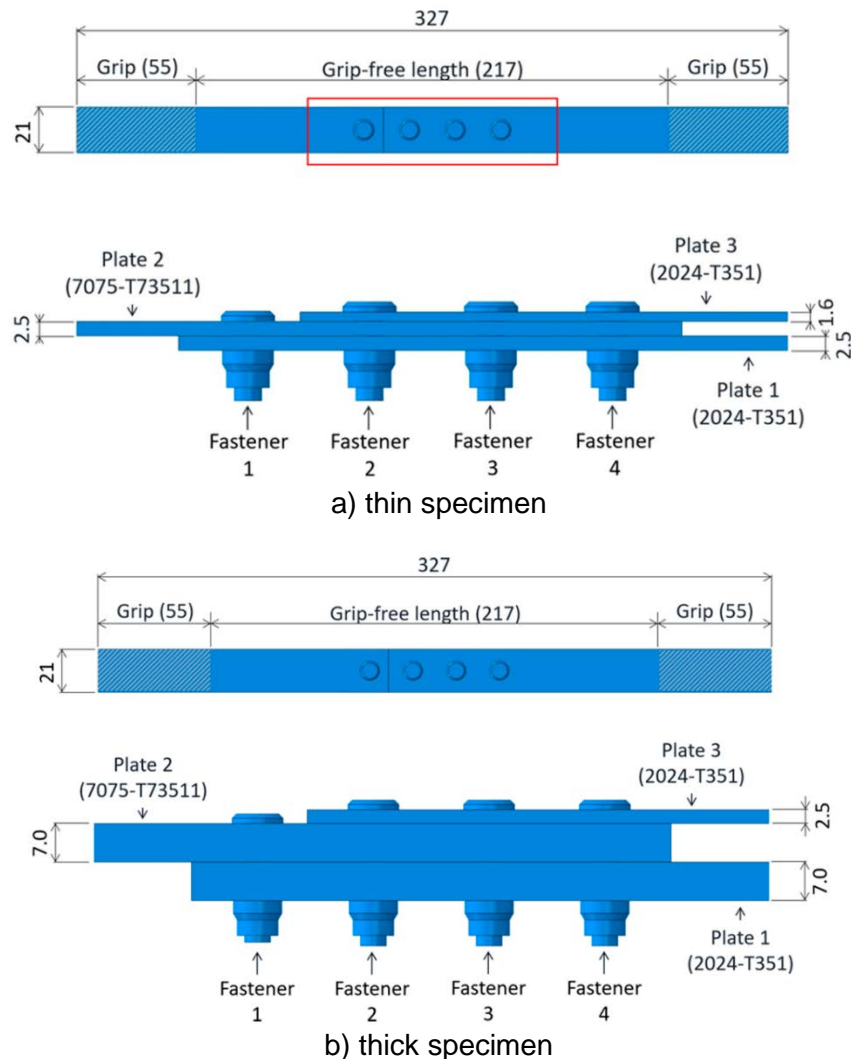 327
Grip (55) Grip-free length (217) Grip (55)
21
Plate 2
(7075-T73511)
Plate 3
(2024-T351)
2.5
1.6
2.5
Plate 1
(2024-T351)
Fastener
1
Fastener
2
Fastener
3
Fastener
4
a) thin specimen
327
Grip (55) Grip-free length (217) Grip (55)
21
Plate 2
(7075-T73511)
Plate 3
(2024-T351)
7.0
2.5
7.0
Plate 1
(2024-T351)
Fastener
1
Fastener
2
Fastener
3
Fastener
4
b) thick specimen